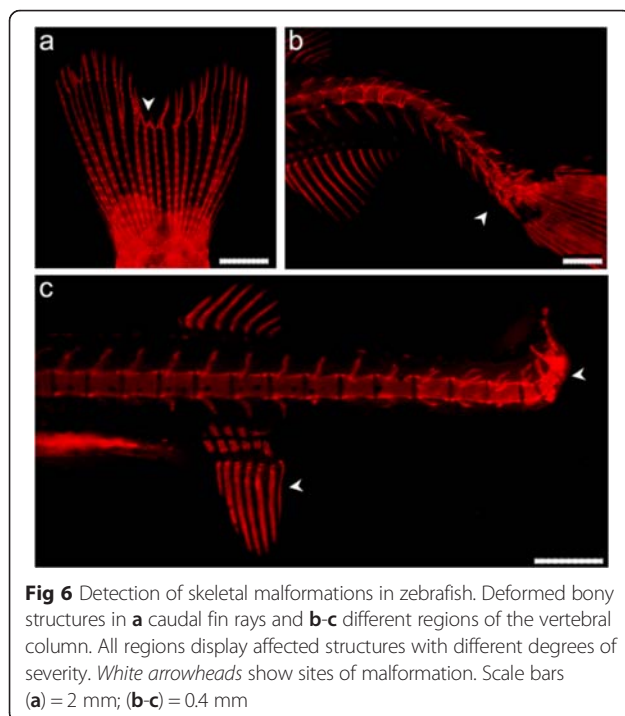 a
b
c
Fig 6 Detection of skeletal malformations in zebrafish. Deformed bony
structures in a caudal fin rays and b-c different regions of the vertebral
column. All regions display affected structures with different degrees of
severity. White arrowheads show sites of malformation. Scale bars
(a) = 2 mm; (b-c) = 0.4 mm